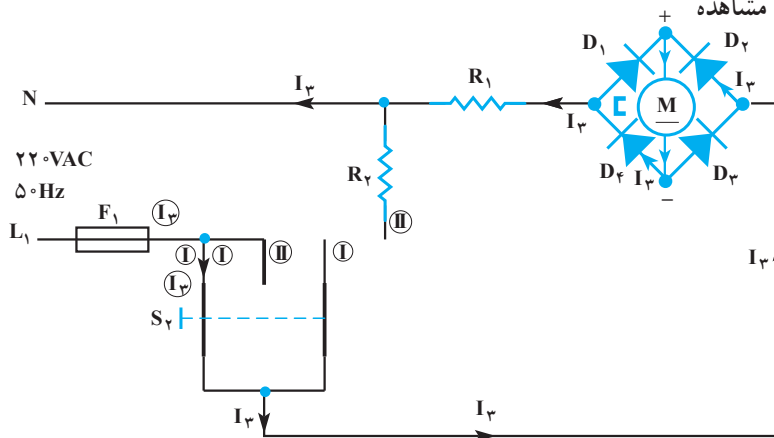 مشاهده
+
D۱ D۲
I۳ R۱ I۳
N M
I۳
۲۲۰VAC
R۲ D۴ I۳ D۳
۵۰Hz
−
F۱ I۳ II
L۱
I I II I
I۳
I۳
S۲
I۳ I۳